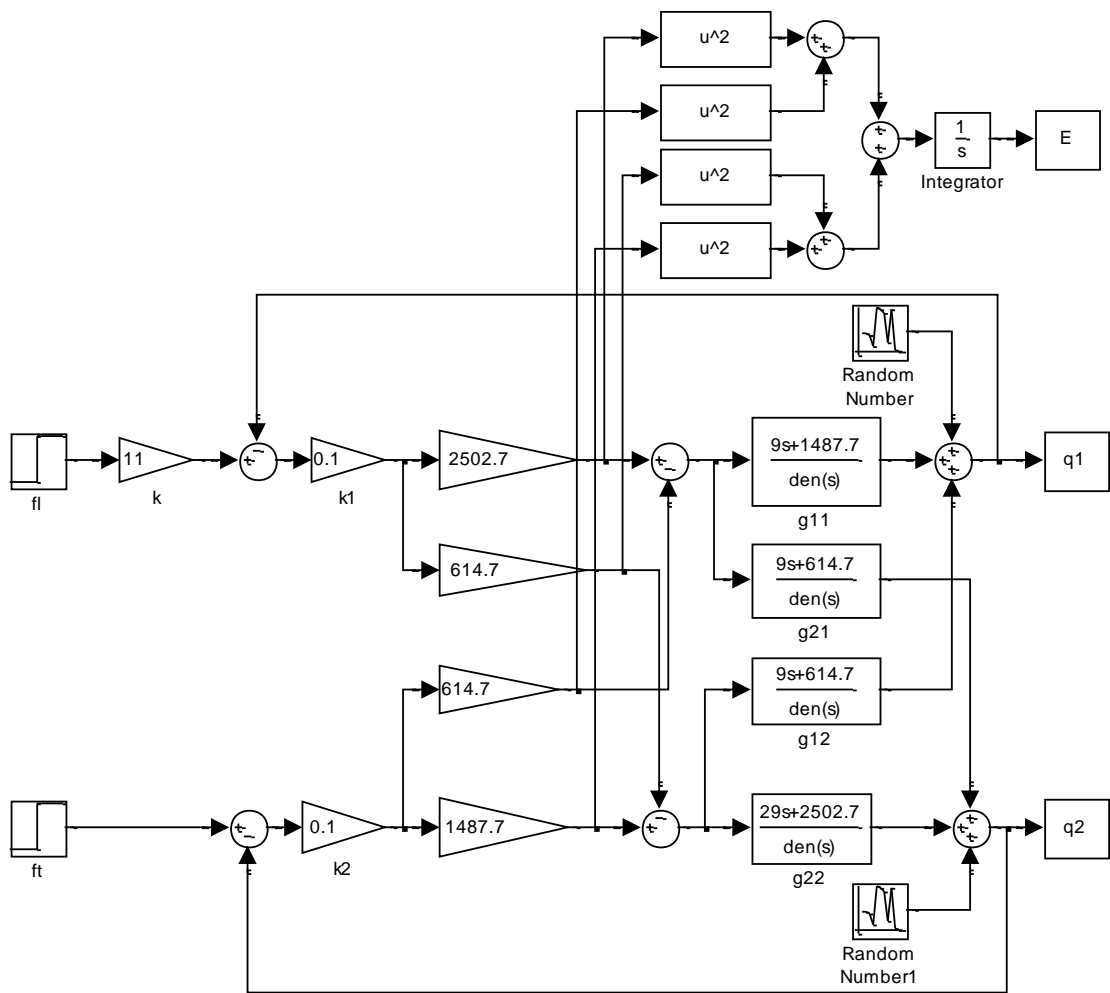 u^2
u^2
u^2
u^2
1
s
Integrator
E
Random
Number
fl
11
k
0.1
k1
2502.7
9s+1487.7
den(s)
g11
q1
614.7
9s+614.7
den(s)
g21
614.7
9s+614.7
den(s)
g12
ft
0.1
k2
1487.7
29s+2502.7
den(s)
g22
q2
Random
Number1